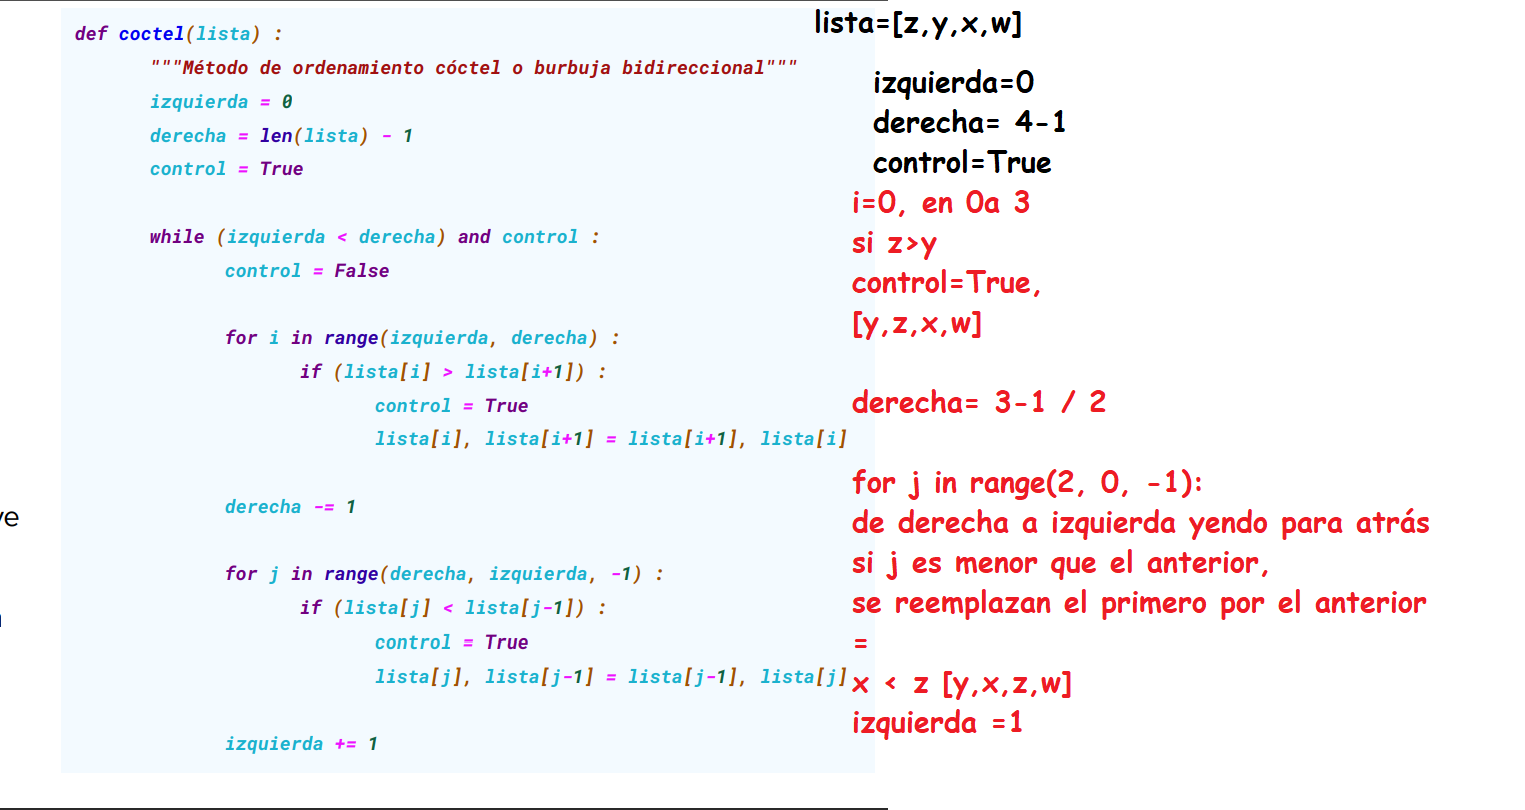 def coctel(lista) :
"""Método de ordenamiento cóctel o burbuja bidireccional"""
izquierda = 0
derecha = len(lista) - 1
control = True
while (izquierda < derecha) and control :
control = False
for i in range(izquierda, derecha) :
if (lista[i] > lista[i+1]) :
control = True
lista[i], lista[i+1] = lista[i+1], lista[i]
derecha -= 1
for j in range(derecha, izquierda, -1) :
if (lista[j] < lista[j-1]) :
control = True
lista[j], lista[j-1] = lista[j-1], lista[j]
izquierda += 1
lista=[z,y,x,w]
izquierda=0
derecha= 4-1
control=True
i=0, en 0a 3
si z>y
control=True,
[y,z,x,w]
derecha= 3-1 / 2
for j in range(2, 0, -1):
de derecha a izquierda yendo para atrás
si j es menor que el anterior,
se reemplazan el primero por el anterior
=
x < z [y,x,z,w]
izquierda =1